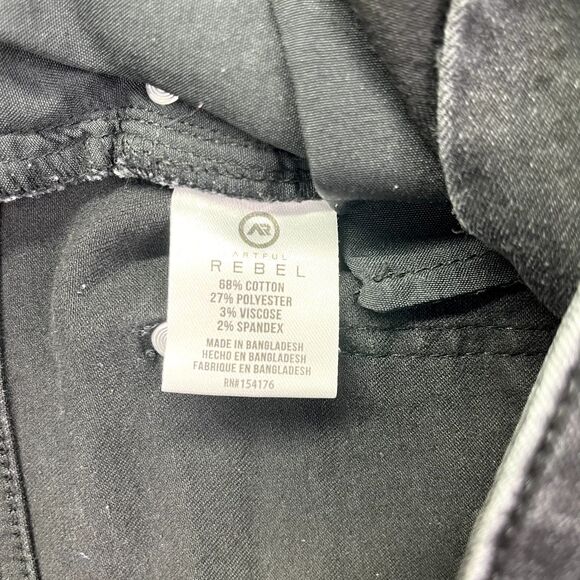 AR
ARTFUL
REBEL
68% COTTON
27% POLYESTER
3% VISCOSE
2% SPANDEX
MADE IN BANGLADESH
HECHO EN BANGLADESH
FABRIQUE EN BANGLADESH
RN#154176